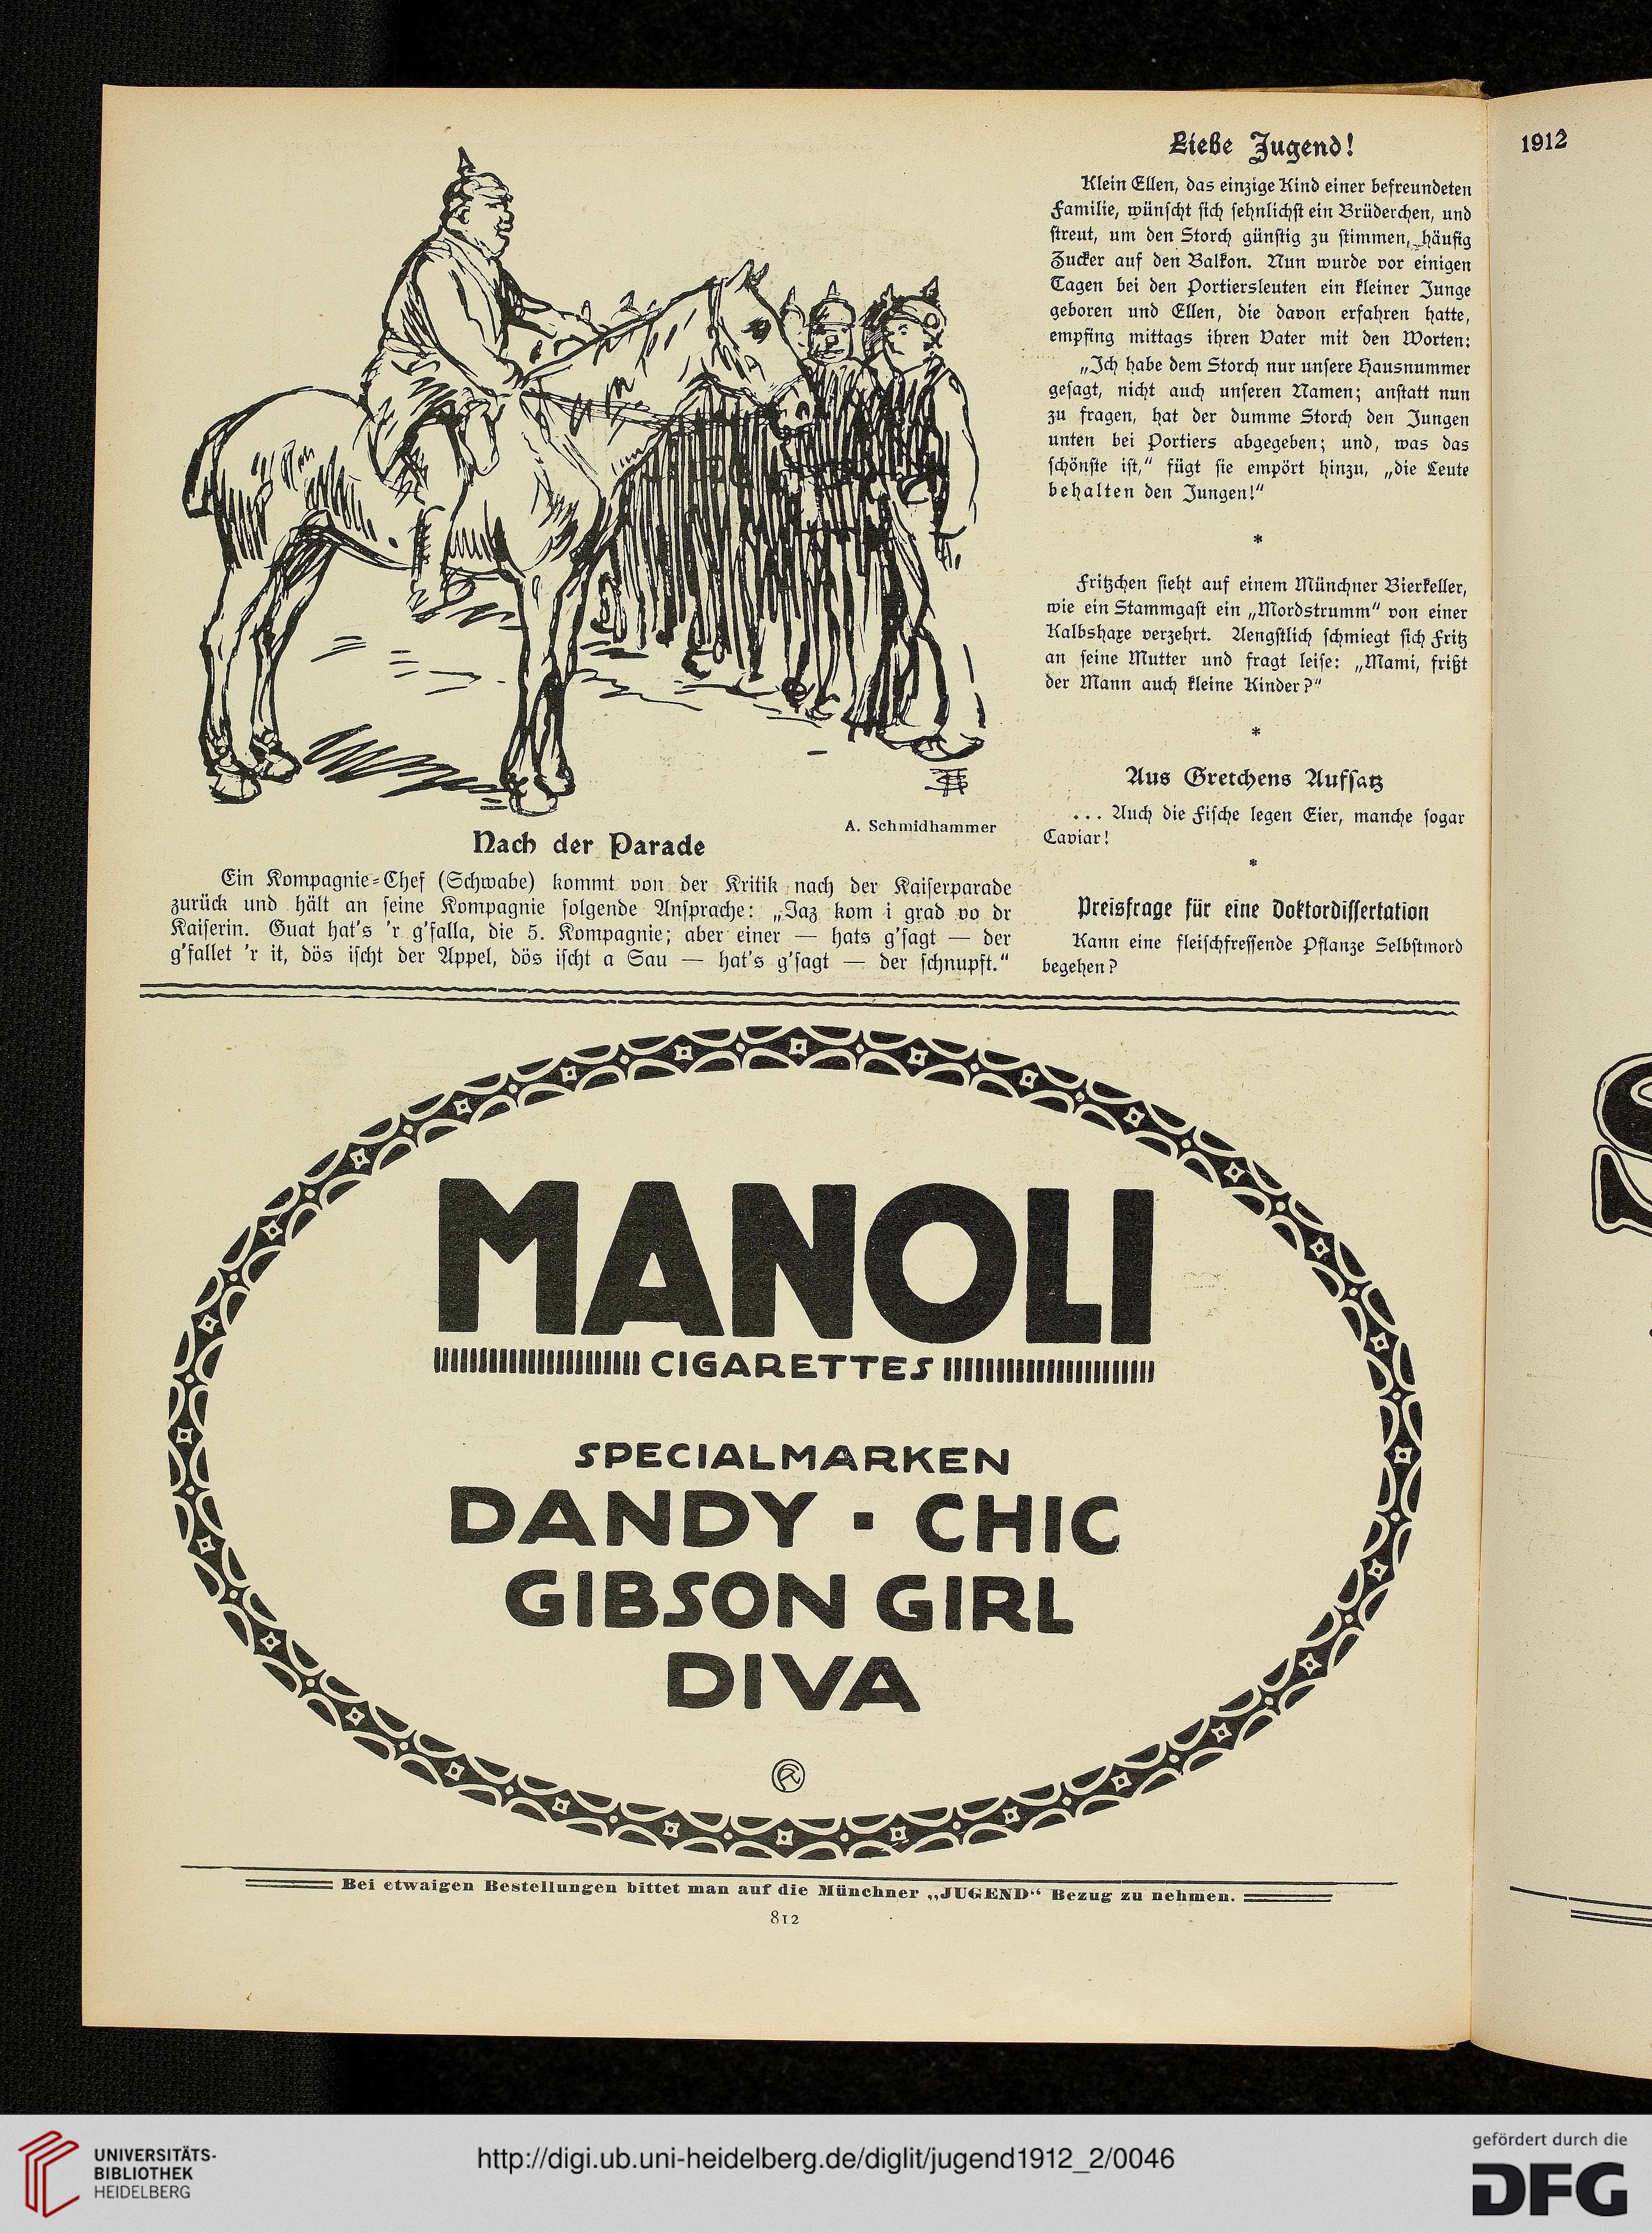 A. Schmidhammer
Nach der Parade
Ein Kompagnie-Chef (Schwabe) kommt von der Kritik nach der Kaiserparade
zurück und hält an seine Kompagnie folgende Ansprache: „Jaz kom i grad vo dr
Kaiserin. Guat hat's 'r g'falla, die 5. Kompagnie; aber einer — hats g'sagt — der
g'fallet 'r it, dös ischt der Appel, dös ischt a Sau — hat's g'sagt — der schnupft.“
Liebe Jugend!
Klein Ellen, das einzige Kind einer befreundeten
Familie, wünscht sich sehnlichst ein Brüderchen, und
streut, um den Storch günstig zu stimmen, häufig
Zucker auf den Balkon. Nun wurde vor einigen
Tagen bei den Portiersleuten ein kleiner Junge
geboren und Ellen, die davon erfahren hatte,
empfing mittags ihren Vater mit den Worten:
„Ich habe dem Storch nur unsere Hausnummer
gesagt, nicht auch unseren Namen; anstatt nun
zu fragen, hat der dumme Storch den Jungen
unten bei Portiers abgegeben; und, was das
schönste ist,“ fügt sie empört hinzu, „die Leute
behalten den Jungen!“
*
Fritzchen sieht auf einem Münchner Bierkeller,
wie ein Stammgast ein „Mordstrumm“ von einer
Kalbshaxe verzehrt. Aengstlich schmiegt sich Fritz
an seine Mutter und fragt leise: „Mami, frißt
der Mann auch kleine Kinder?“
*
Aus Gretchens Aufsatz
... Auch die Fische legen Eier, manche sogar
Caviar!
*
Preisfrage für eine Doktordissertation
Kann eine fleischfressende Pflanze Selbstmord
begehen?
MANOLI
CIGARETTES
SPECIALMARKEN
DANDY · CHIC
GIBSON GIRL
DIVA
Bei etwaigen Bestellungen bittet man auf die Münchner „JUGEND“ Bezug zu nehmen.
812
1912
UNIVERSITÄTS-
BIBLIOTHEK
HEIDELBERG
http://digi.ub.uni-heidelberg.de/diglit/jugend1912_2/0046
gefördert durch die
DFG